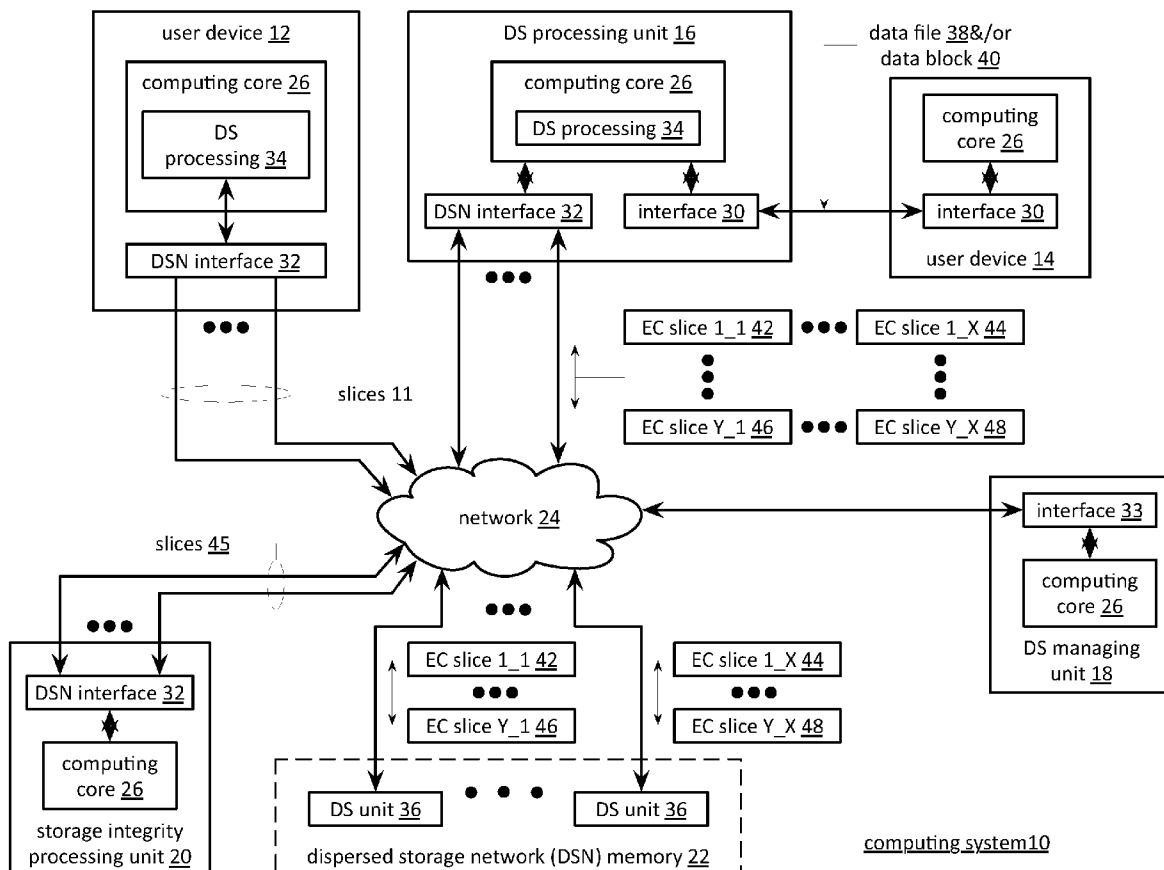 user device 12
computing core 26
DS
processing 34
DSN interface 32
DS processing unit 16
computing core 26
DS processing 34
DSN interface 32
interface 30
data file 38&/or
data block 40
computing
core 26
interface 30
user device 14
EC slice 1_1 42
EC slice 1_X 44
EC slice Y_1 46
EC slice Y_X 48
slices 11
network 24
interface 33
computing
core 26
DS managing
unit 18
slices 45
DSN interface 32
computing
core 26
storage integrity
processing unit 20
EC slice 1_1 42
EC slice Y_1 46
EC slice 1_X 44
EC slice Y_X 48
DS unit 36
DS unit 36
dispersed storage network (DSN) memory 22
computing system10